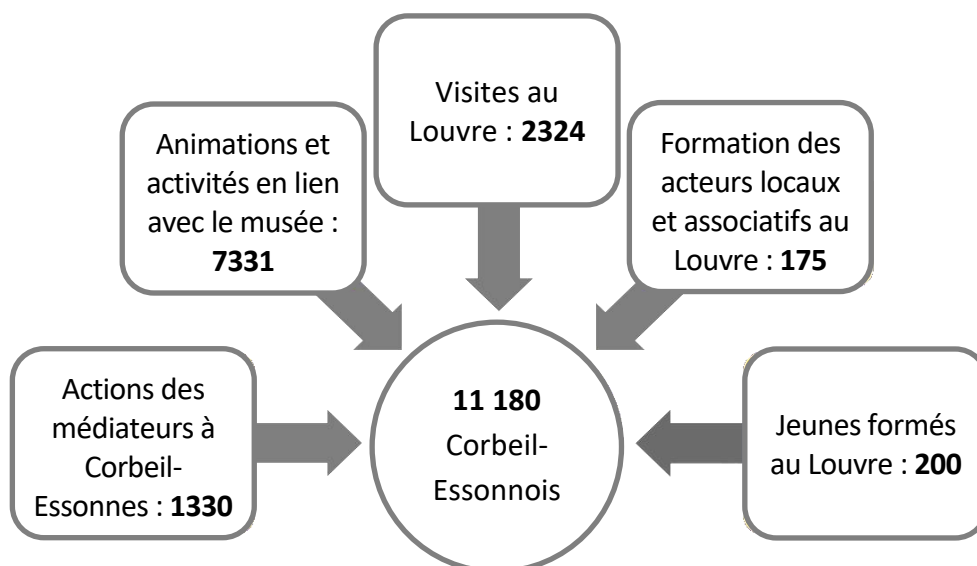 Visites au
Louvre : 2324
Animations et
activités en lien
avec le musée :
7331
Formation des
acteurs locaux
et associatifs au
Louvre : 175
Actions des
médiateurs à
Corbeil-
Essonnes : 1330
11 180
Corbeil-
Essonnois
Jeunes formés
au Louvre : 200